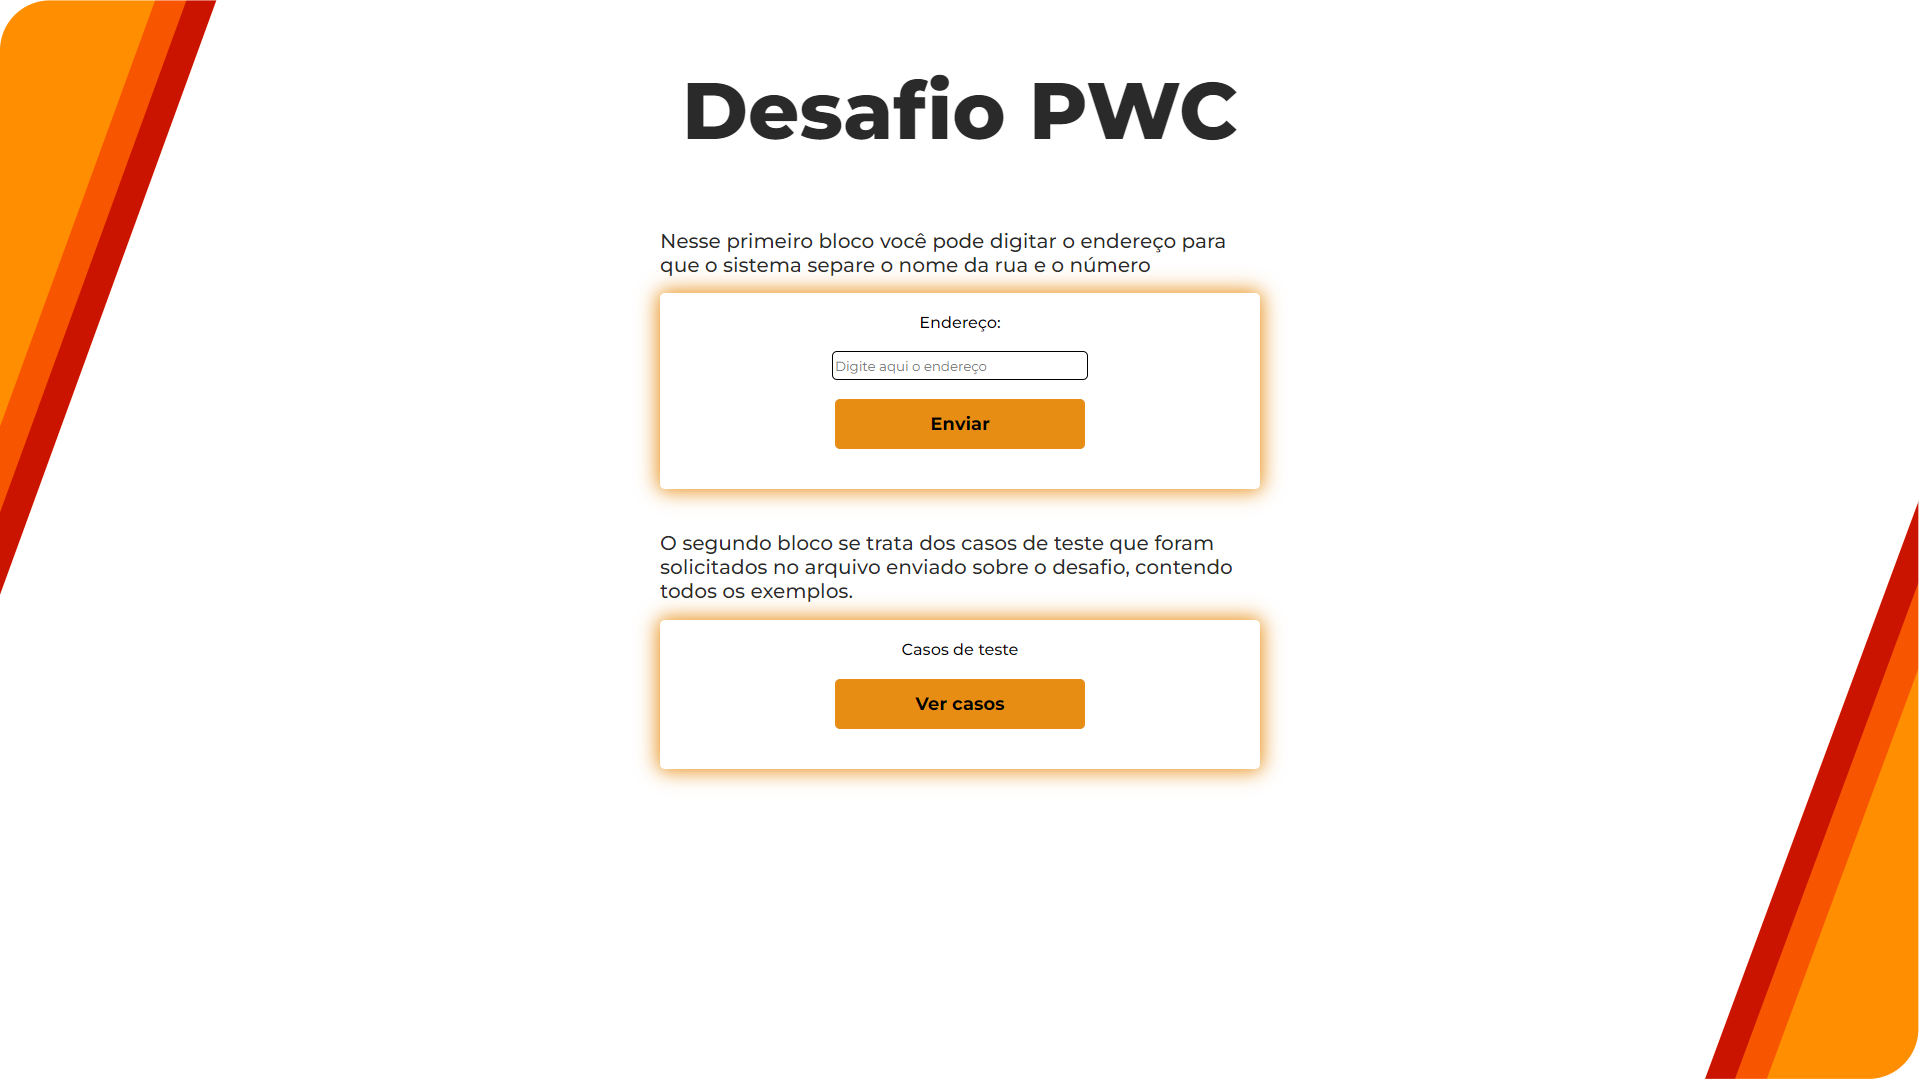 Desafio PWC
Nesse primeiro bloco você pode digitar o endereço para
que o sistema separe o nome da rua e o número
Endereço:
Digite aqui o endereço
Enviar
O segundo bloco se trata dos casos de teste que foram
solicitados no arquivo enviado sobre o desafio, contendo
todos os exemplos.
Casos de teste
Ver casos